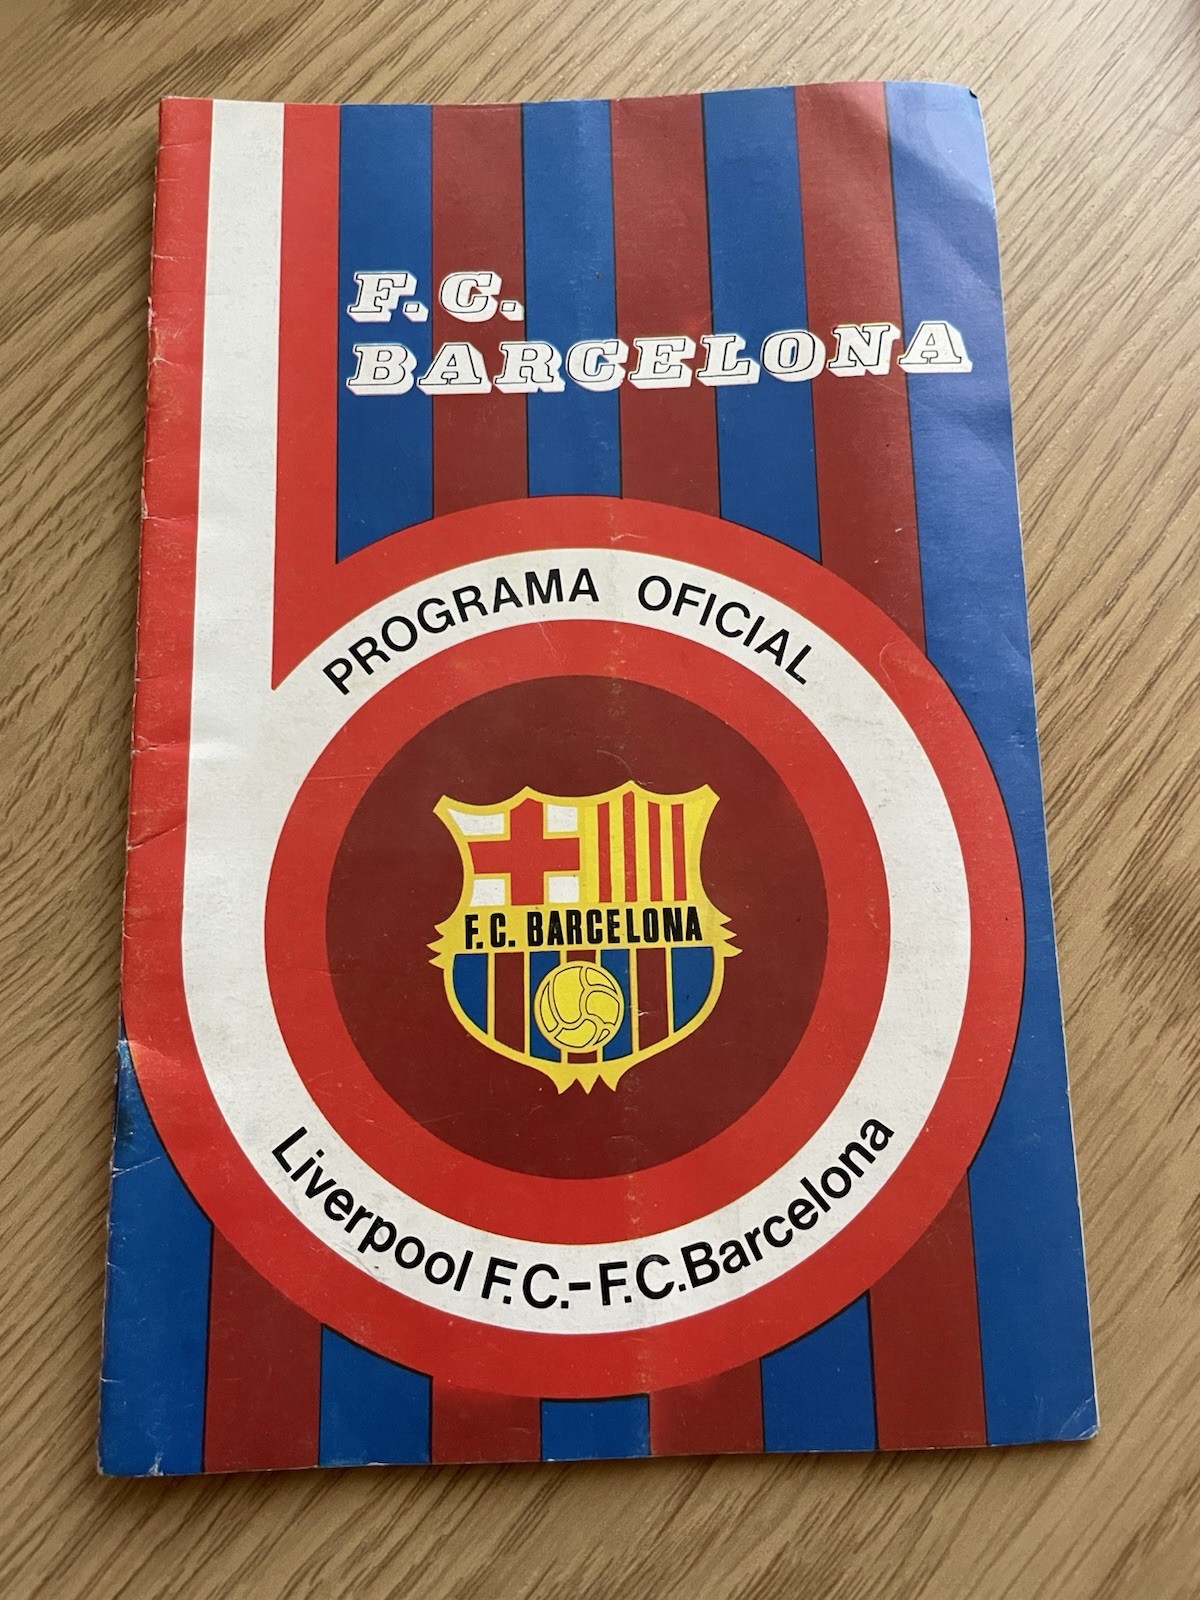 F.C.
BARCELONA
PROGRAMA OFICIAL
F.C. BARCELONA
Liverpool F.C.-F.C.Barcelona